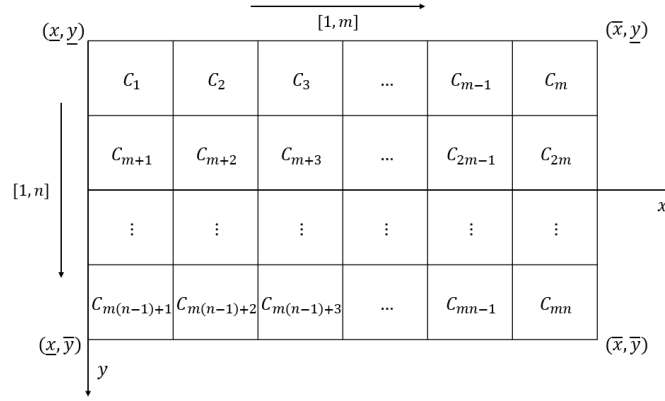 (x̲, y̲) [1, m] (x̅, y̲)
C₁ C₂ C₃ ... Cₘ₋₁ Cₘ
Cₘ₊₁ Cₘ₊₂ Cₘ₊₃ ... C₂ₘ₋₁ C₂ₘ
[1, n] x
⋮ ⋮ ⋮ ⋮ ⋮ ⋮
Cₘ₍ₙ₋₁₎₊₁ Cₘ₍ₙ₋₁₎₊₂ Cₘ₍ₙ₋₁₎₊₃ ... Cₘₙ₋₁ Cₘₙ
(x̲, y̅) (x̅, y̅)
y